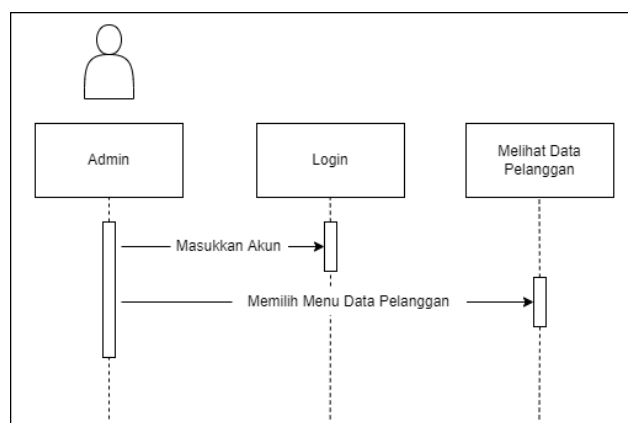 Admin
Login
Melihat Data
Pelanggan
Masukkan Akun
Memilih Menu Data Pelanggan